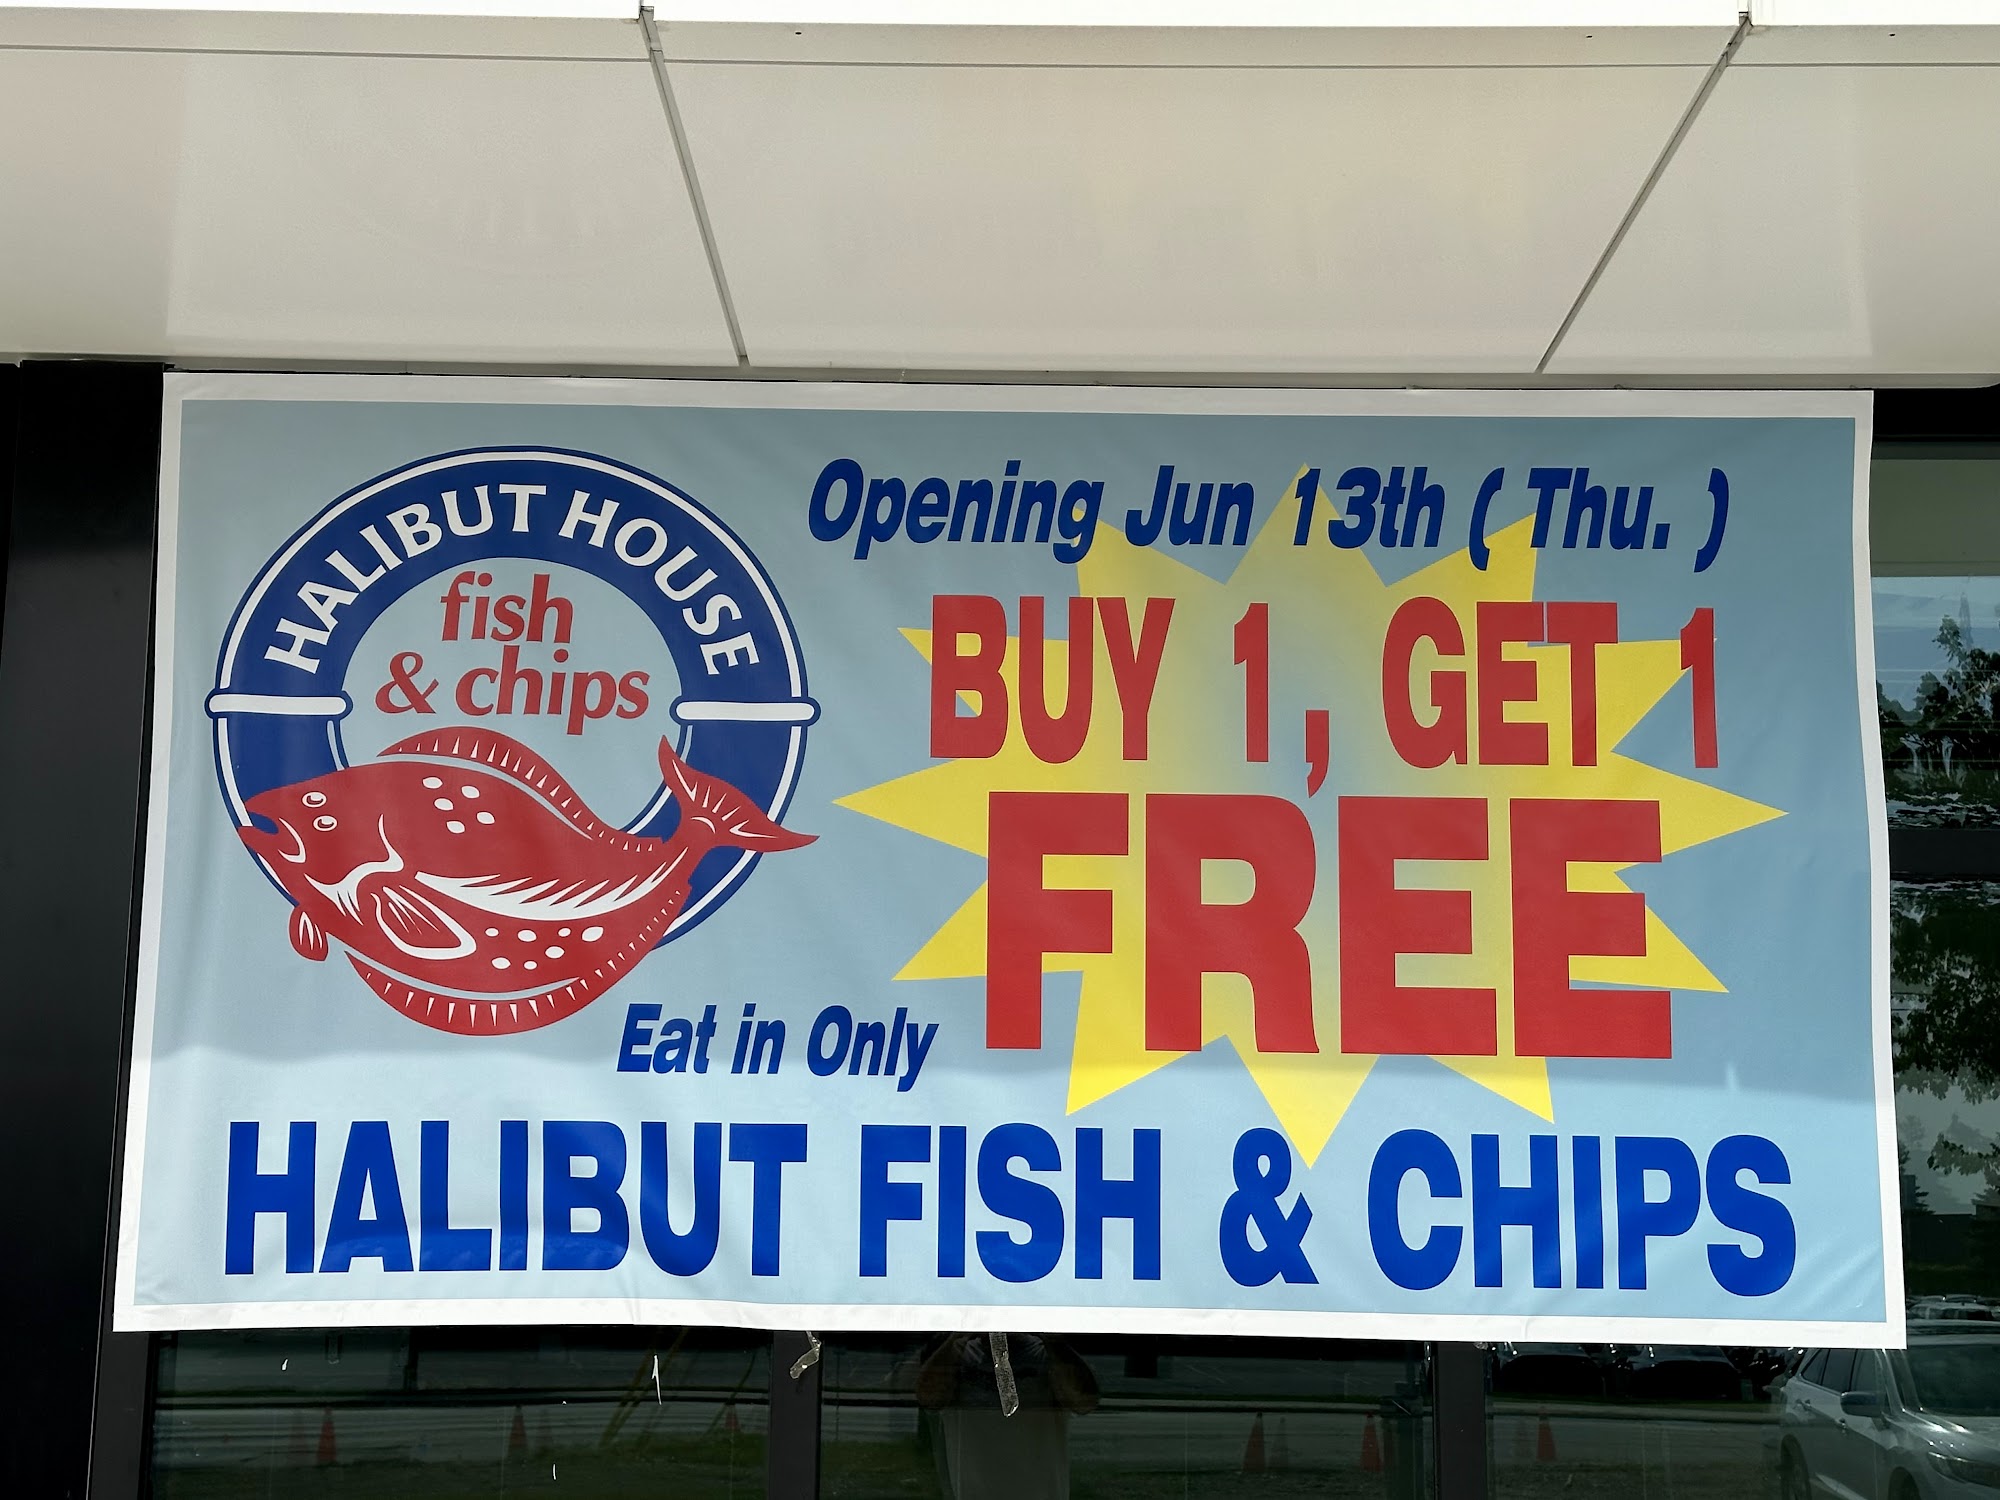 HALIBUT HOUSE
fish
& chips
Opening Jun 13th ( Thu. )
BUY 1, GET 1
FREE
Eat in Only
HALIBUT FISH & CHIPS